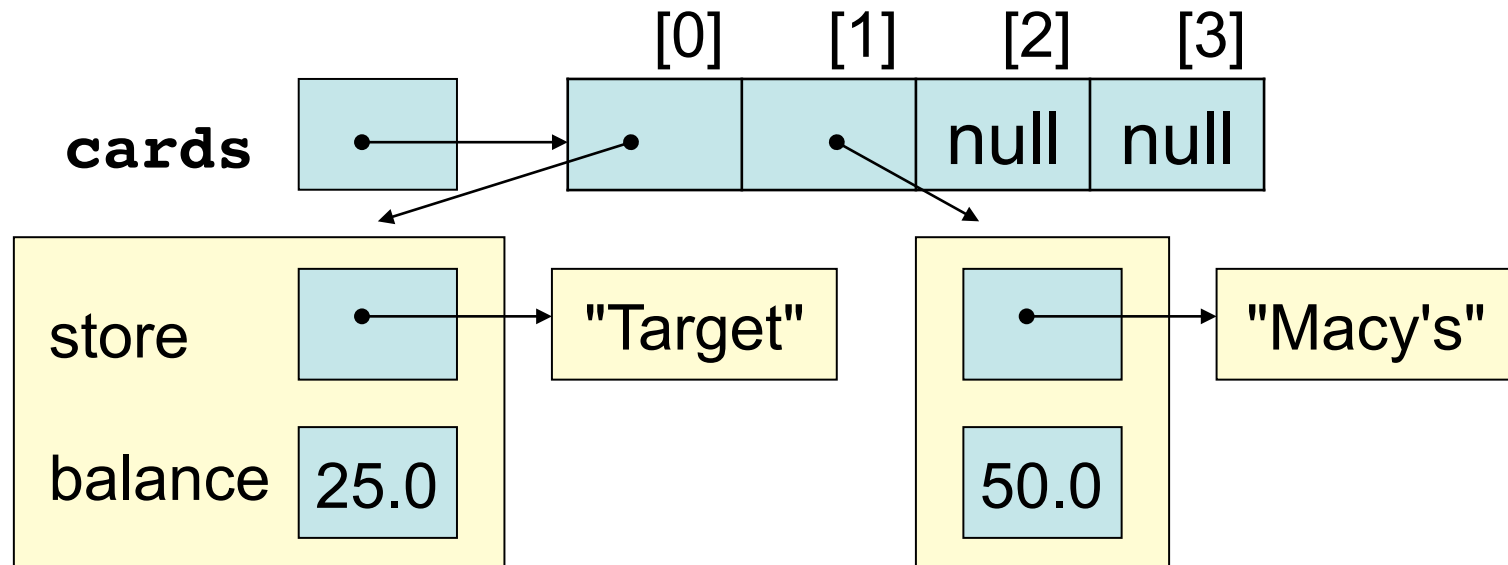 [0] [1] [2] [3]
cards null null
store "Target" "Macy's"
balance 25.0 50.0